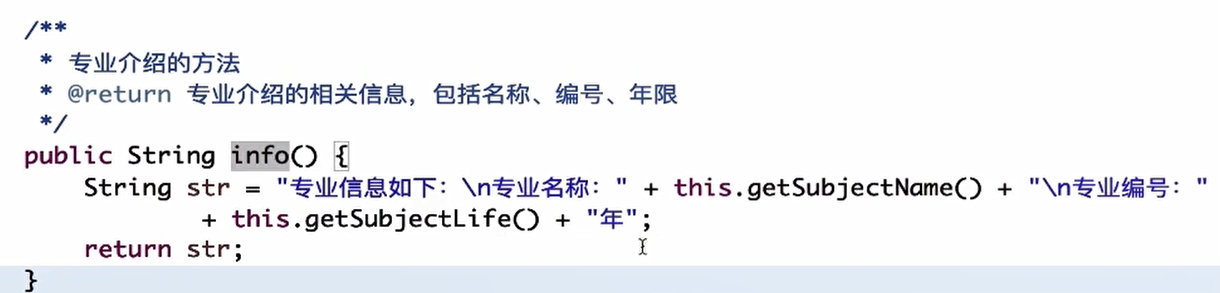 /**
 * 专业介绍的方法
 * @return 专业介绍的相关信息，包括名称、编号、年限
 */
public String info() {
    String str = "专业信息如下：\n专业名称：" + this.getSubjectName() + "\n专业编号："
            + this.getSubjectLife() + "年";
    return str;
}